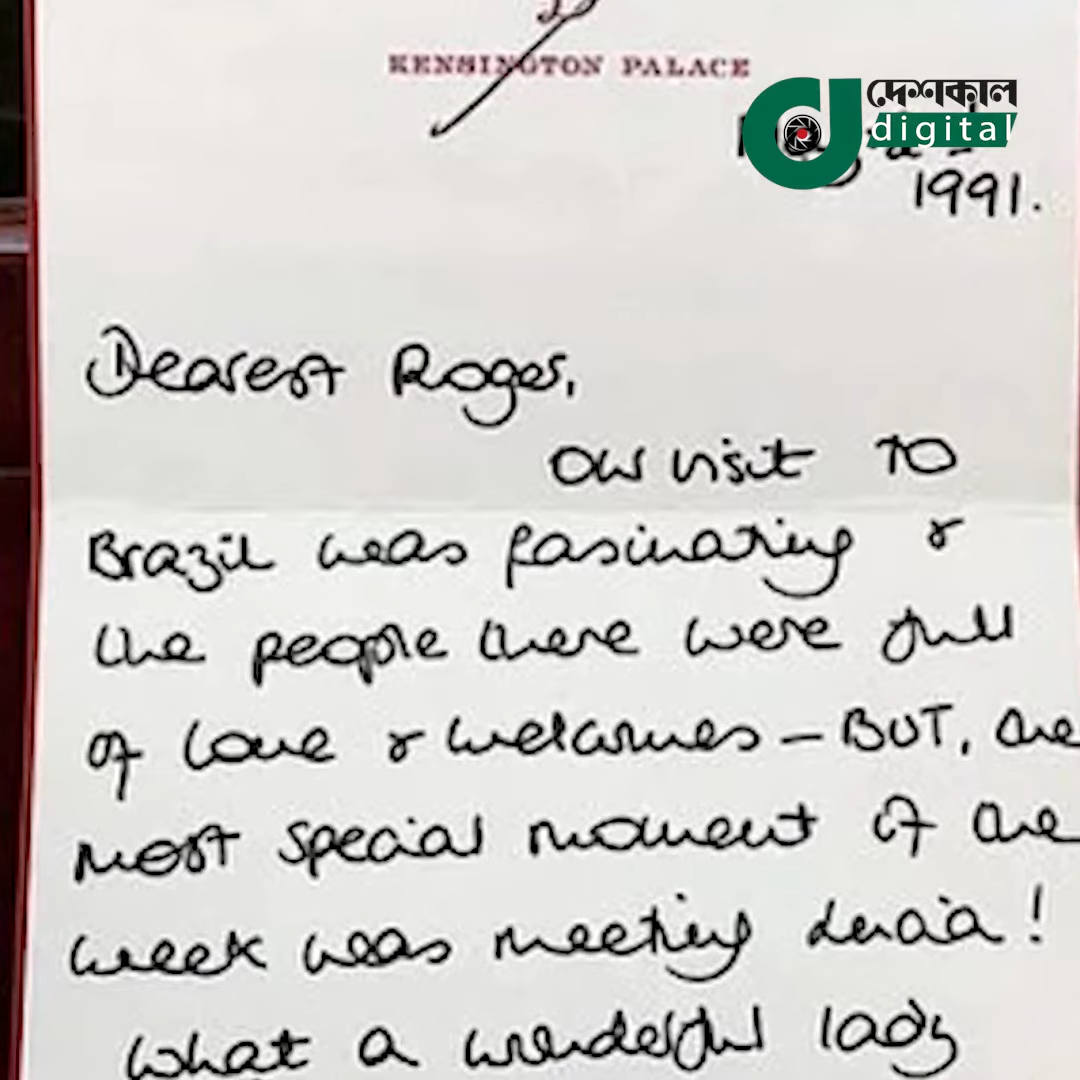 KENSINGTON PALACE
দেশকাল
digital
1991.
Dearest Roger,
Our visit to
Brazil was fascinating &
the people there were full
of love & welcomes – BUT, the
most special moment of the
week was meeting Lucia!
What a wonderful lady